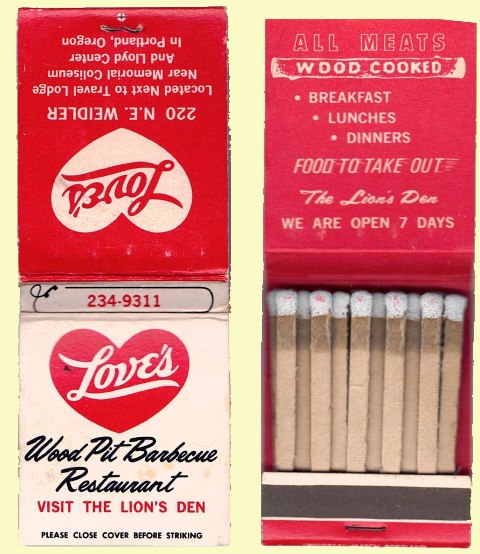 220 N.E. WEIDLER
Located Next to Travel Lodge
Near Memorial Coliseum
And Lloyd Center
In Portland, Oregon
Love's
234-9311
Love's
Wood Pit Barbecue
Restaurant
VISIT THE LION'S DEN
PLEASE CLOSE COVER BEFORE STRIKING
ALL MEATS
WOOD COOKED
• BREAKFAST
• LUNCHES
• DINNERS
FOOD TO TAKE OUT
The Lion's Den
WE ARE OPEN 7 DAYS